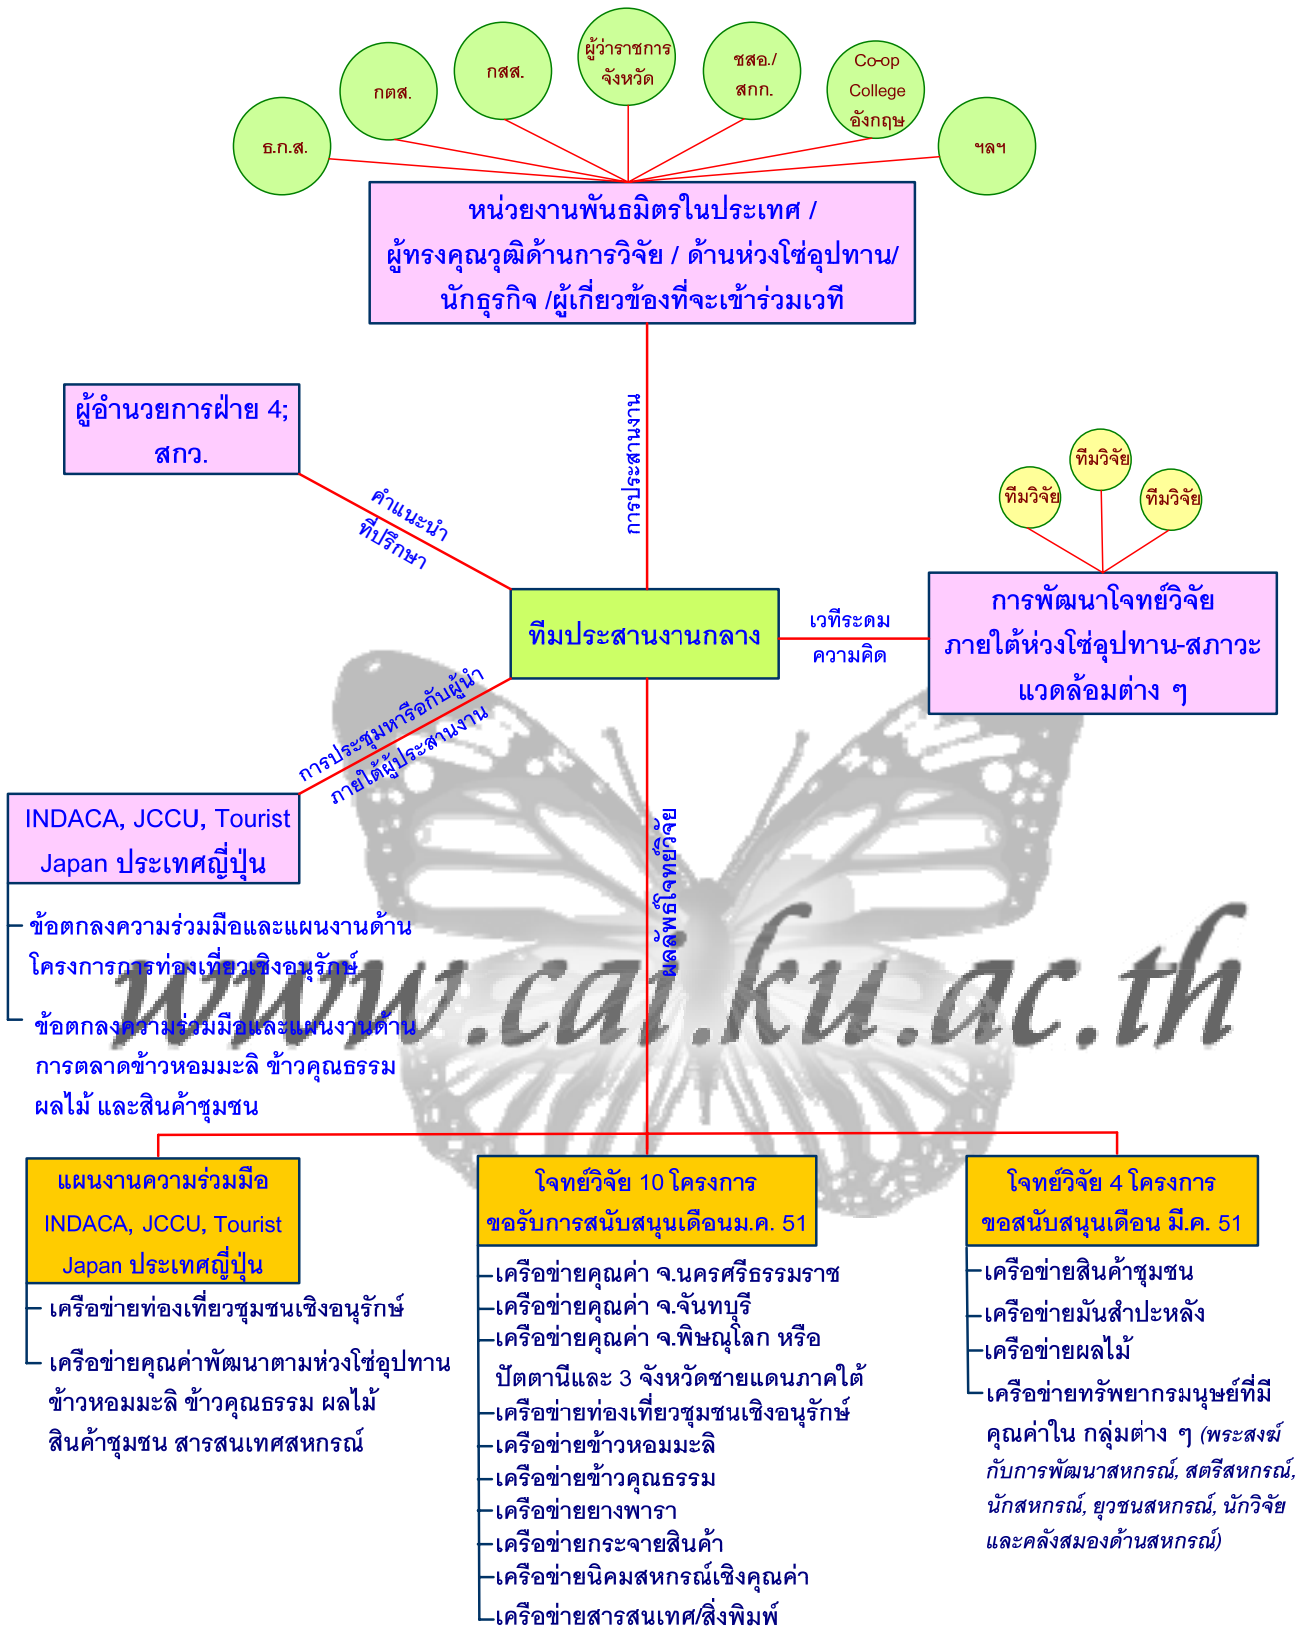 ธ.ก.ส.
กตส.
กสส.
ผู้ว่าราชการ
จังหวัด
ชสอ./
สกก.
Co-op
College
อังกฤษ
ฯลฯ
หน่วยงานพันธมิตรในประเทศ /
ผู้ทรงคุณวุฒิด้านการวิจัย / ด้านห่วงโซ่อุปทาน/
นักธุรกิจ /ผู้เกี่ยวข้องที่จะเข้าร่วมเวที
ผู้อำนวยการฝ่าย 4;
สกว.
คำแนะนำ
ที่ปรึกษา
การประสานงาน
ทีมวิจัย
ทีมวิจัย
ทีมวิจัย
การพัฒนาโจทย์วิจัย
ภายใต้ห่วงโซ่อุปทาน-สภาวะ
แวดล้อมต่าง ๆ
เวทีระดม
ความคิด
ทีมประสานงานกลาง
การประชุมหารือกับผู้นำ
ภายใต้ผู้ประสานงาน
INDACA, JCCU, Tourist
Japan ประเทศญี่ปุ่น
ข้อตกลงความร่วมมือและแผนงานด้าน
โครงการการท่องเที่ยวเชิงอนุรักษ์
ข้อตกลงความร่วมมือและแผนงานด้าน
การตลาดข้าวหอมมะลิ ข้าวคุณธรรม
ผลไม้ และสินค้าชุมชน
ผลลัพธ์โจทย์วิจัย
www.cai.ku.ac.th
แผนงานความร่วมมือ
INDACA, JCCU, Tourist
Japan ประเทศญี่ปุ่น
เครือข่ายท่องเที่ยวชุมชนเชิงอนุรักษ์
เครือข่ายคุณค่าพัฒนาตามห่วงโซ่อุปทาน
ข้าวหอมมะลิ ข้าวคุณธรรม ผลไม้
สินค้าชุมชน สารสนเทศสหกรณ์
โจทย์วิจัย 10 โครงการ
ขอรับการสนับสนุนเดือนม.ค. 51
เครือข่ายคุณค่า จ.นครศรีธรรมราช
เครือข่ายคุณค่า จ.จันทบุรี
เครือข่ายคุณค่า จ.พิษณุโลก หรือ
ปัตตานีและ 3 จังหวัดชายแดนภาคใต้
เครือข่ายท่องเที่ยวชุมชนเชิงอนุรักษ์
เครือข่ายข้าวหอมมะลิ
เครือข่ายข้าวคุณธรรม
เครือข่ายยางพารา
เครือข่ายกระจายสินค้า
เครือข่ายนิคมสหกรณ์เชิงคุณค่า
เครือข่ายสารสนเทศ/สิ่งพิมพ์
โจทย์วิจัย 4 โครงการ
ขอสนับสนุนเดือน มี.ค. 51
เครือข่ายสินค้าชุมชน
เครือข่ายมันสำปะหลัง
เครือข่ายผลไม้
เครือข่ายทรัพยากรมนุษย์ที่มี
คุณค่าใน กลุ่มต่าง ๆ (พระสงฆ์
กับการพัฒนาสหกรณ์, สตรีสหกรณ์,
นักสหกรณ์, ยุวชนสหกรณ์, นักวิจัย
และคลังสมองด้านสหกรณ์)